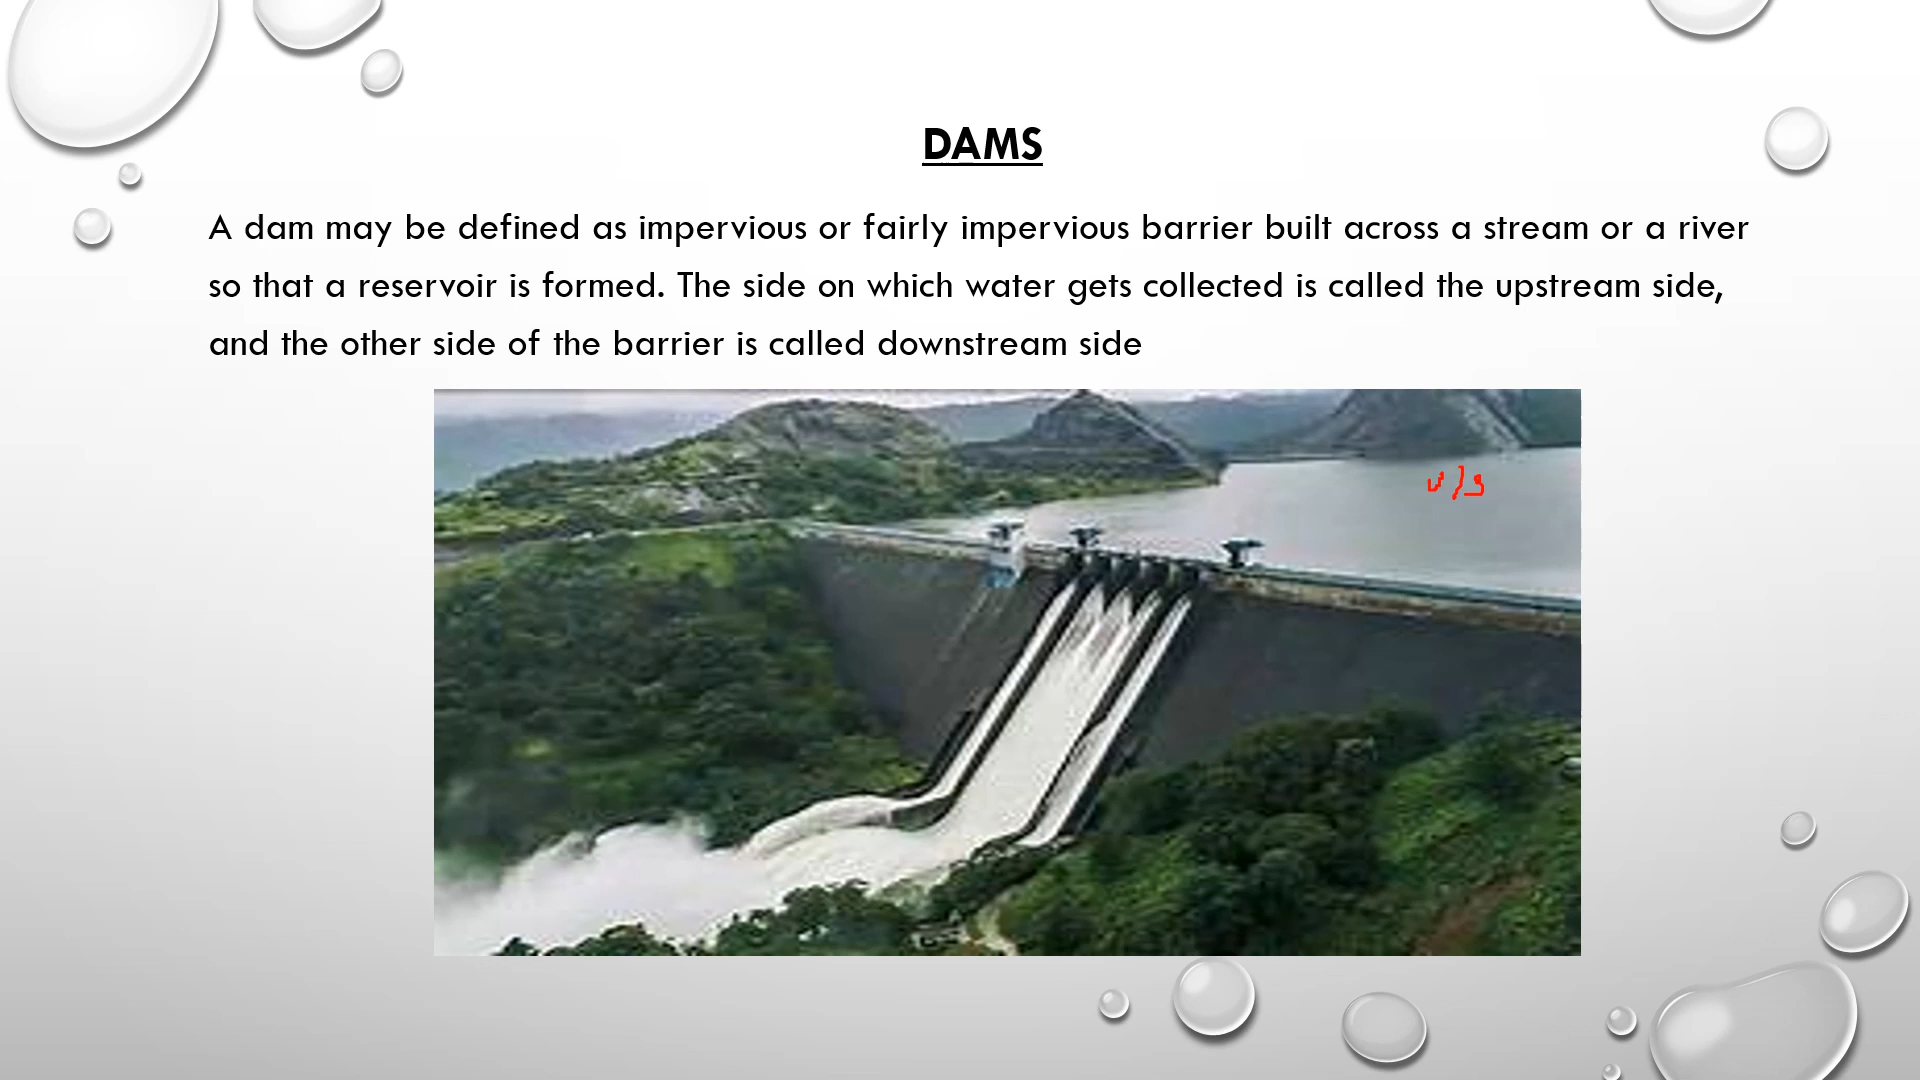 DAMS
A dam may be defined as impervious or fairly impervious barrier built across a stream or a river
so that a reservoir is formed. The side on which water gets collected is called the upstream side,
and the other side of the barrier is called downstream side
u/s